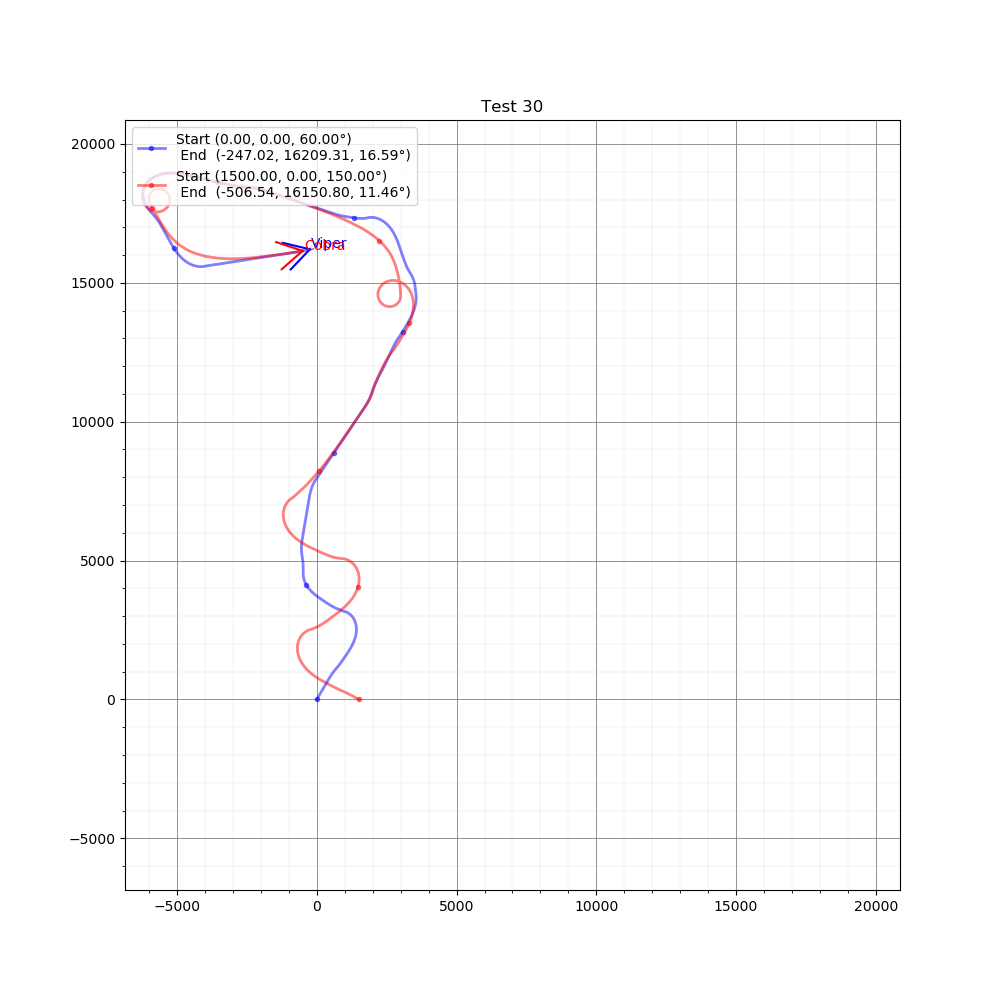 Test 30
20000
15000
10000
5000
0
−5000
Start (0.00, 0.00, 60.00°)
End (-247.02, 16209.31, 16.59°)
Start (1500.00, 0.00, 150.00°)
End (-506.54, 16150.80, 11.46°)
Viper
Cobra
−5000 0 5000 10000 15000 20000